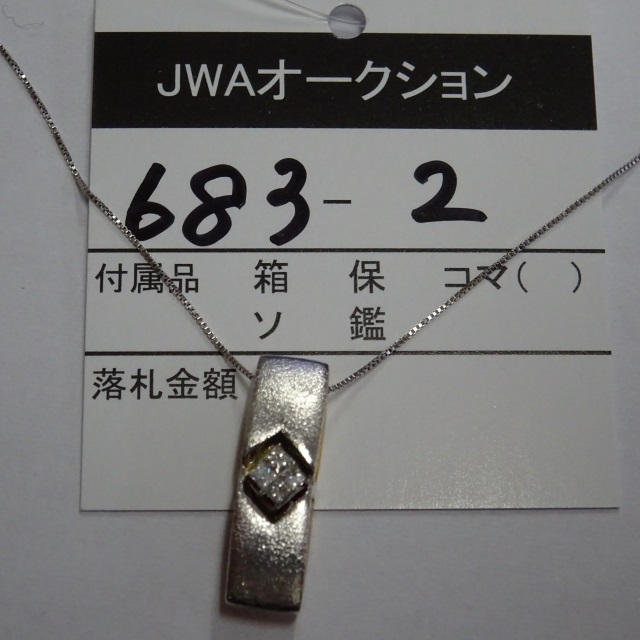 JWAオークション
683-2
付属品 箱 保 コマ( )
ソ 鑑
落札金額